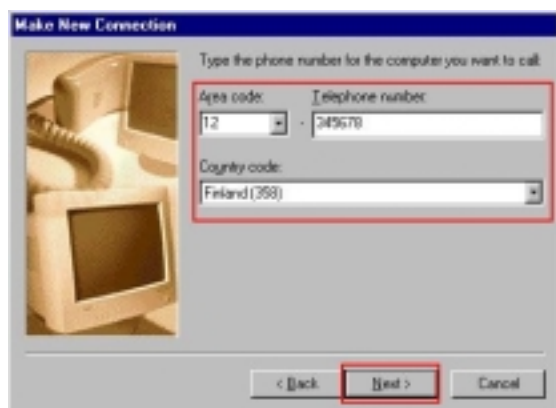 Make New Connection
Type the phone number for the computer you want to call:
Area code: Telephone number:
12 - 345678
Country code:
Finland (358)
< Back Next > Cancel